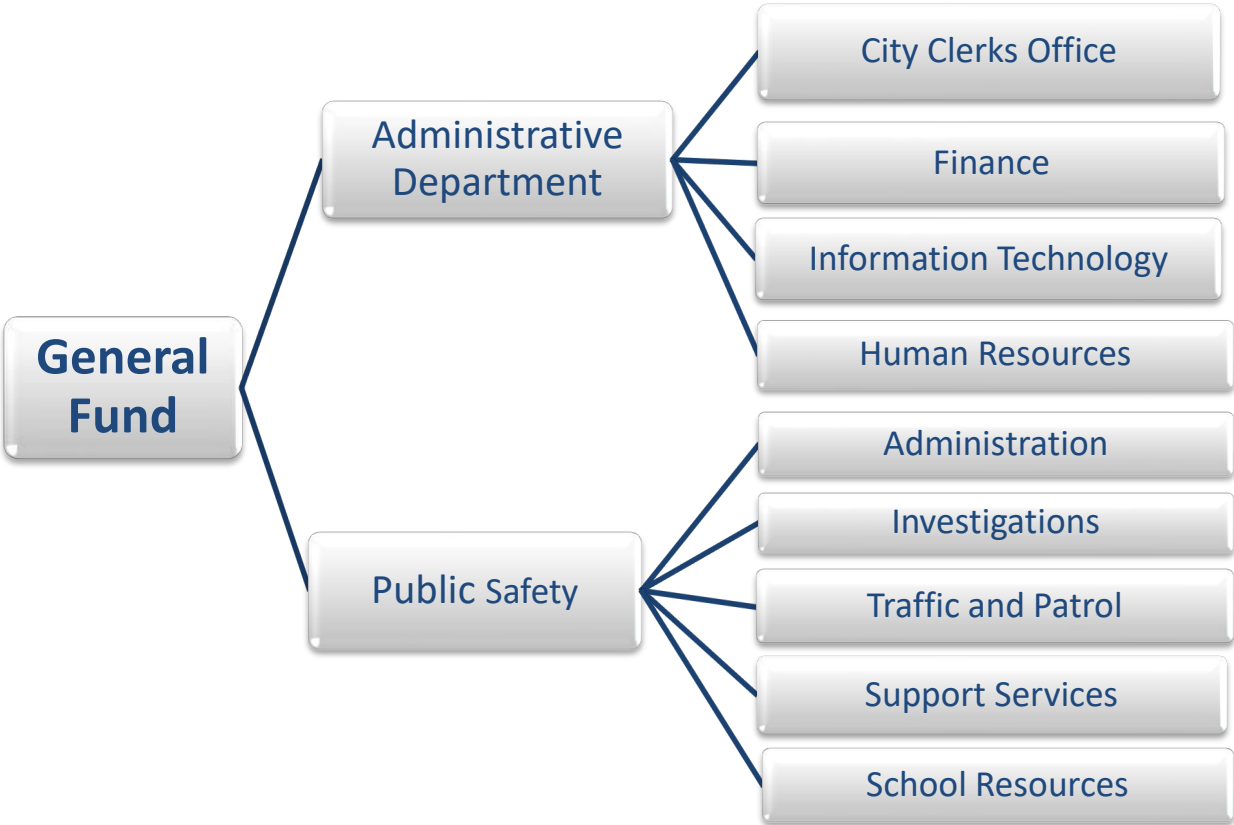 General
Fund
Administrative
Department
City Clerks Office
Finance
Information Technology
Human Resources
Public Safety
Administration
Investigations
Traffic and Patrol
Support Services
School Resources